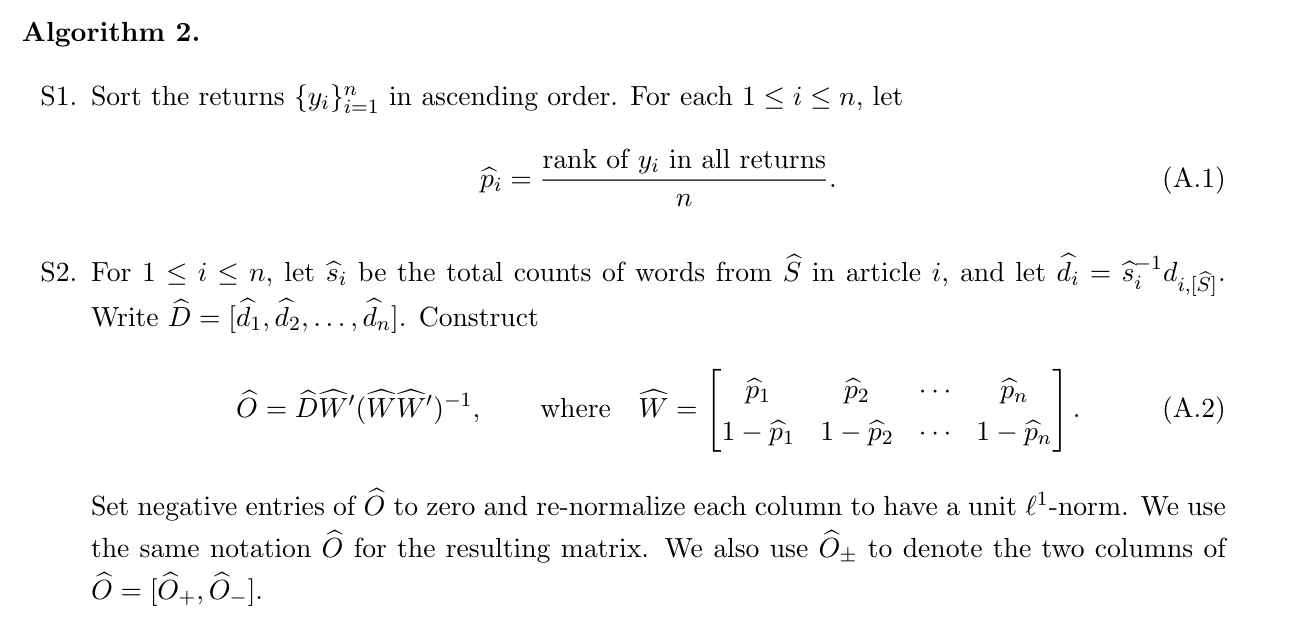 Algorithm 2.
S1. Sort the returns $\{y_i\}_{i=1}^n$ in ascending order. For each $1 \leq i \leq n$, let
$\widehat{p}_i = \frac{\text{rank of } y_i \text{ in all returns}}{n}.$ (A.1)
S2. For $1 \leq i \leq n$, let $\widehat{s}_i$ be the total counts of words from $\widehat{S}$ in article $i$, and let $\widehat{d}_i = \widehat{s}_i^{-1} d_{i,[\widehat{S}]}$.
Write $\widehat{D} = [\widehat{d}_1, \widehat{d}_2, \ldots, \widehat{d}_n]$. Construct
$\widehat{O} = \widehat{D}\widehat{W}'(\widehat{W}\widehat{W}')^{-1}, \quad \text{where} \quad \widehat{W} = \begin{bmatrix} \widehat{p}_1 & \widehat{p}_2 & \cdots & \widehat{p}_n \\ 1 - \widehat{p}_1 & 1 - \widehat{p}_2 & \cdots & 1 - \widehat{p}_n \end{bmatrix}.$ (A.2)
Set negative entries of $\widehat{O}$ to zero and re-normalize each column to have a unit $\ell^1$-norm. We use
the same notation $\widehat{O}$ for the resulting matrix. We also use $\widehat{O}_{\pm}$ to denote the two columns of
$\widehat{O} = [\widehat{O}_+, \widehat{O}_-]$.